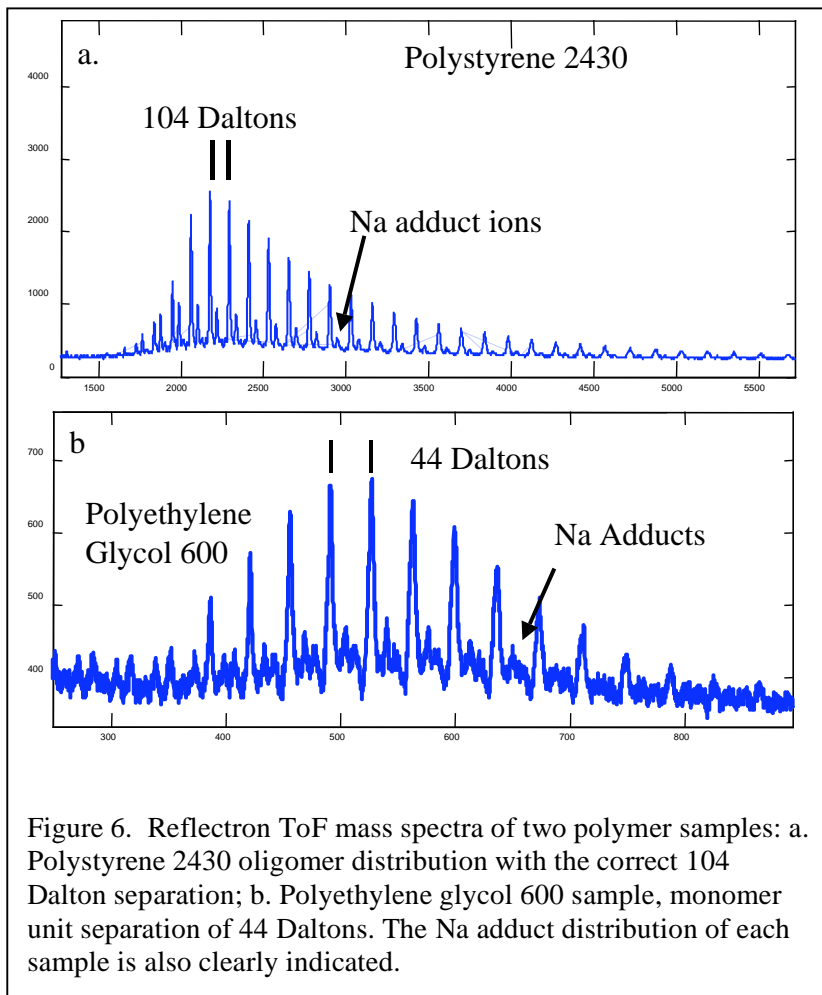 a.
Polystyrene 2430
4000
104 Daltons
3000
Na adduct ions
2000
1000
0
1500 2000 2500 3000 3500 4000 4500 5000 5500
b
44 Daltons
700
Polyethylene
Glycol 600
Na Adducts
600
500
400
300 400 500 600 700 800
Figure 6. Reflectron ToF mass spectra of two polymer samples: a.
Polystyrene 2430 oligomer distribution with the correct 104
Dalton separation; b. Polyethylene glycol 600 sample, monomer
unit separation of 44 Daltons. The Na adduct distribution of each
sample is also clearly indicated.